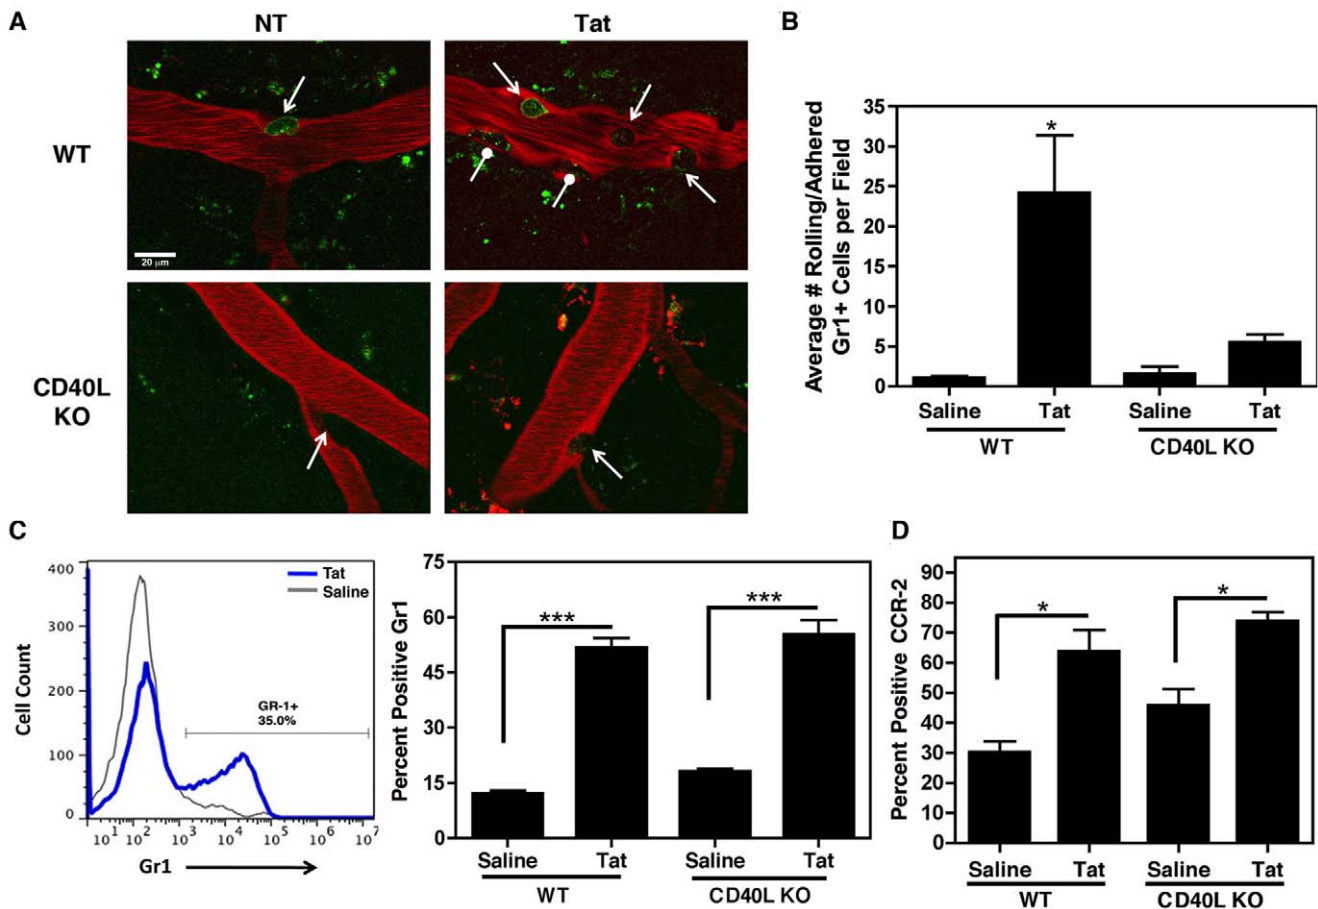 A
NT
Tat
WT
20 μm
CD40L
KO
B
Average # Rolling/Adhered
Gr1+ Cells per Field
35
30
25
20
15
10
5
0
*
Saline
Tat
Saline
Tat
WT
CD40L KO
C
Cell Count
400
300
200
100
0
Tat
Saline
GR-1+
35.0%
10¹ 10² 10³ 10⁴ 10⁵ 10⁶ 10⁷
Gr1
Percent Positive Gr1
75
60
45
30
15
0
***
***
Saline
Tat
Saline
Tat
WT
CD40L KO
D
Percent Positive CCR-2
90
80
70
60
50
40
30
20
10
0
*
*
Saline
Tat
Saline
Tat
WT
CD40L KO